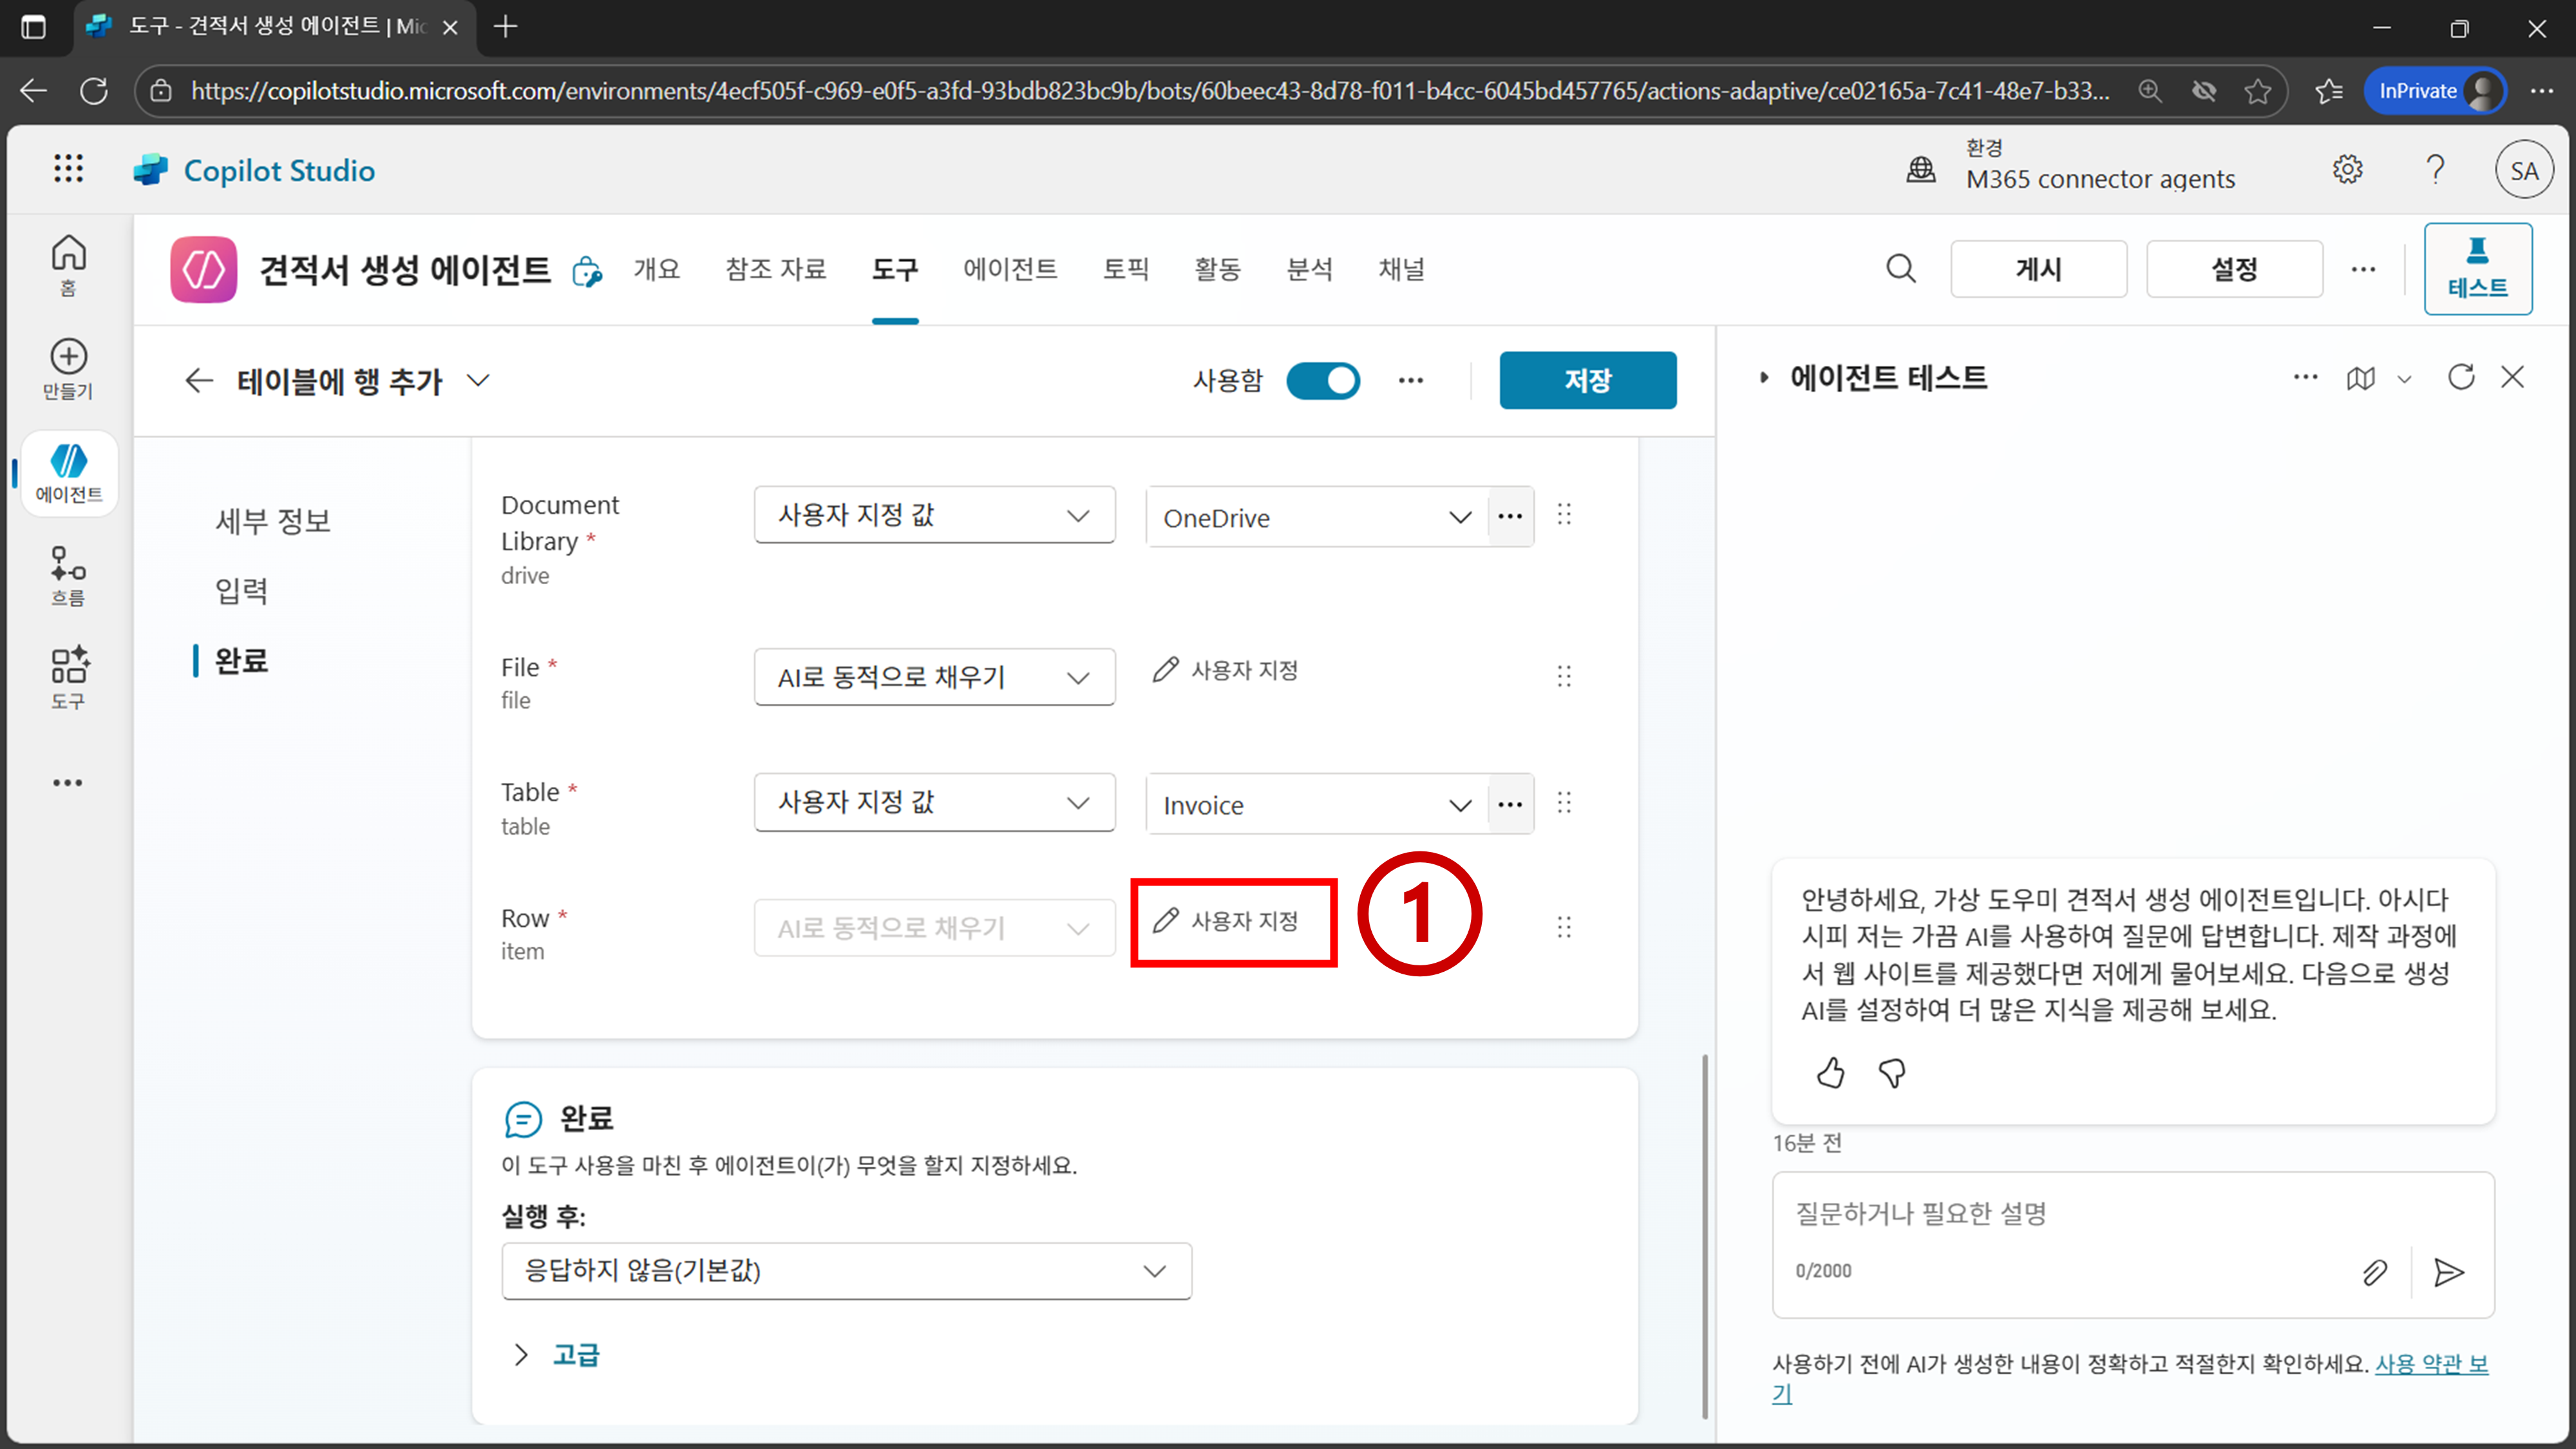 도구 - 견적서 생성 에이전트 | Mic
https://copilotstudio.microsoft.com/environments/4ecf505f-c969-e0f5-a3fd-93bdb823bc9b/bots/60beec43-8d78-f011-b4cc-6045bd457765/actions-adaptive/ce02165a-7c41-48e7-b33...
InPrivate
Copilot Studio
환경
M365 connector agents
SA
홈
만들기
에이전트
흐름
도구
견적서 생성 에이전트
개요
참조 자료
도구
에이전트
토픽
활동
분석
채널
게시
설정
테스트
테이블에 행 추가
사용함
저장
세부 정보
입력
완료
Document
Library *
drive
사용자 지정 값
OneDrive
File *
file
AI로 동적으로 채우기
사용자 지정
Table *
table
사용자 지정 값
Invoice
Row *
item
AI로 동적으로 채우기
사용자 지정
1
완료
이 도구 사용을 마친 후 에이전트이(가) 무엇을 할지 지정하세요.
실행 후:
응답하지 않음(기본값)
고급
에이전트 테스트
안녕하세요, 가상 도우미 견적서 생성 에이전트입니다. 아시다
시피 저는 가끔 AI를 사용하여 질문에 답변합니다. 제작 과정에
서 웹 사이트를 제공했다면 저에게 물어보세요. 다음으로 생성
AI를 설정하여 더 많은 지식을 제공해 보세요.
16분 전
질문하거나 필요한 설명
0/2000
사용하기 전에 AI가 생성한 내용이 정확하고 적절한지 확인하세요. 사용 약관 보
기